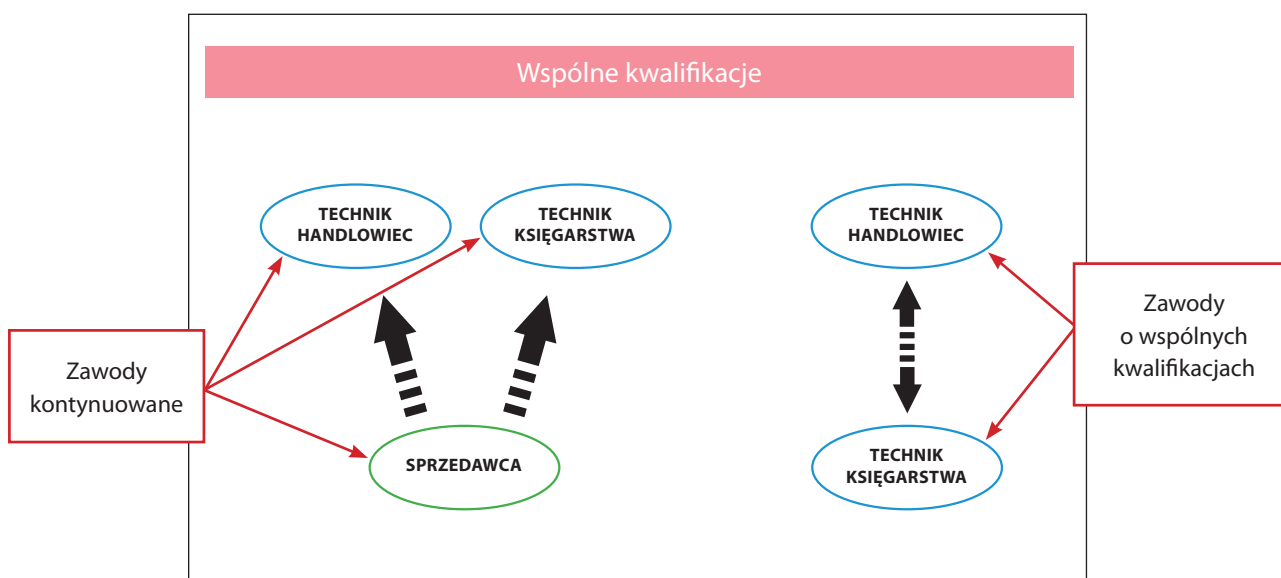 Wspólne kwalifikacje
TECHNIK
HANDLOWIEC
TECHNIK
KSIĘGARSTWA
TECHNIK
HANDLOWIEC
Zawody
kontynuowane
Zawody
o wspólnych
kwalifikacjach
SPRZEDAWCA
TECHNIK
KSIĘGARSTWA